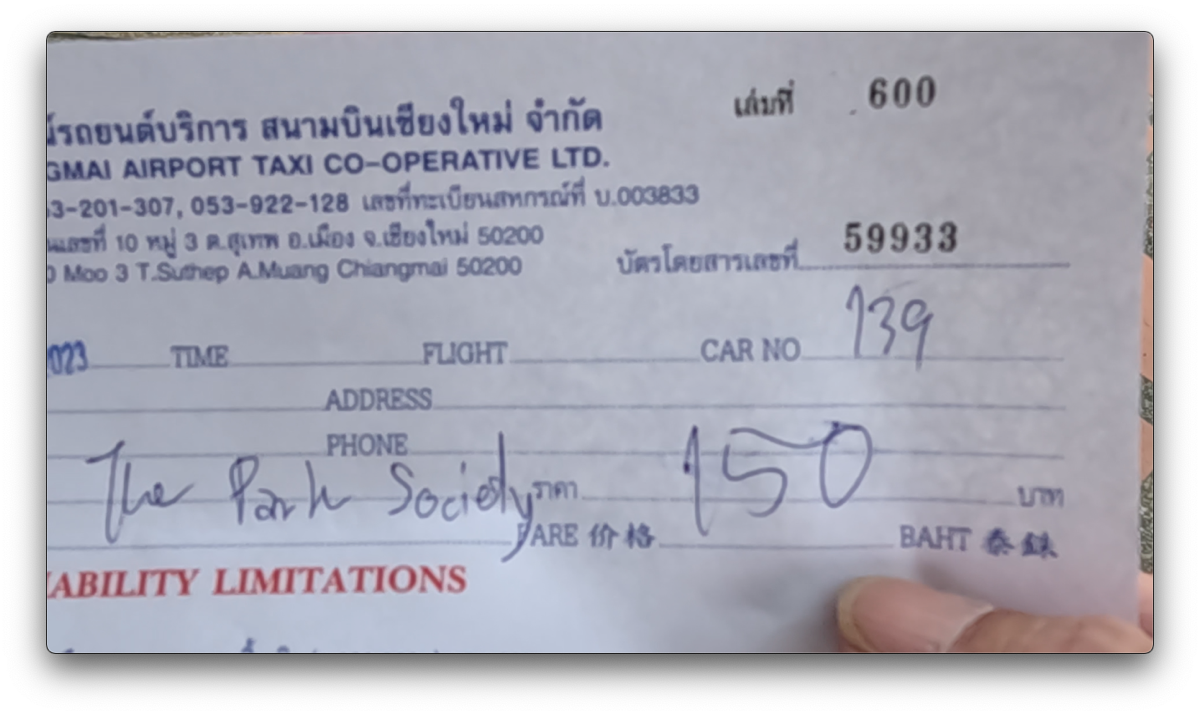 รถยนต์บริการ สนามบินเชียงใหม่ จำกัด
เล่มที่ 600
GMAI AIRPORT TAXI CO-OPERATIVE LTD.
3-201-307, 053-922-128 เลขที่ทะเบียนสหกรณ์ที่ บ.003833
เลขที่ 10 หมู่ 3 ต.สุเทพ อ.เมือง จ.เชียงใหม่ 50200
บัตรโดยสารเลขที่ 59933
0 Moo 3 T.Suthep A.Muang Chiangmai 50200
023 TIME FLIGHT CAR NO 139
ADDRESS
PHONE
The Park Society ราคา 150 บาท
FARE 价格 BAHT 泰銖
ABILITY LIMITATIONS